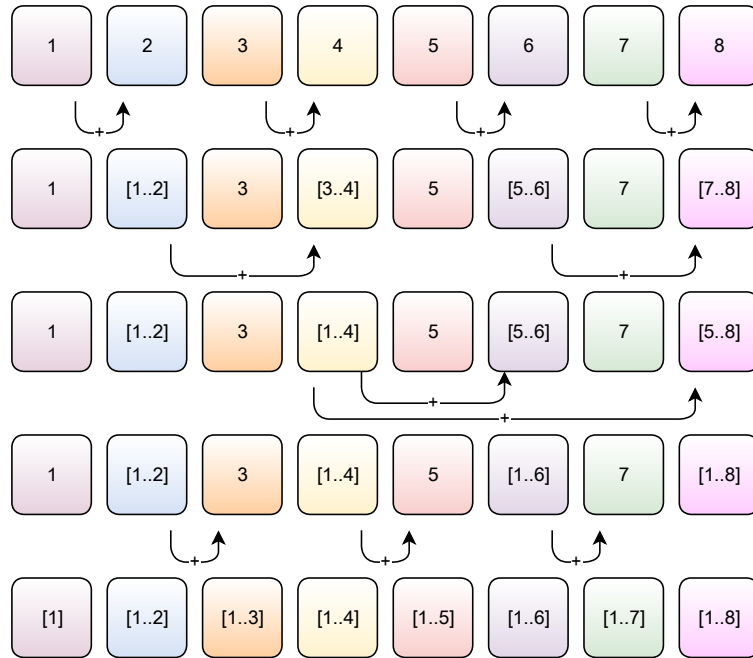 1 2 3 4 5 6 7 8
+ + + +
1 [1..2] 3 [3..4] 5 [5..6] 7 [7..8]
+ +
1 [1..2] 3 [1..4] 5 [5..6] 7 [5..8]
+
+
1 [1..2] 3 [1..4] 5 [1..6] 7 [1..8]
+ + +
[1] [1..2] [1..3] [1..4] [1..5] [1..6] [1..7] [1..8]